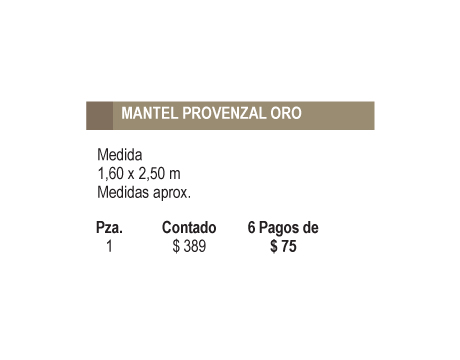 MANTEL PROVENZAL ORO
Medida
1,60 x 2,50 m
Medidas aprox.
Pza. Contado 6 Pagos de
1 $ 389 $ 75